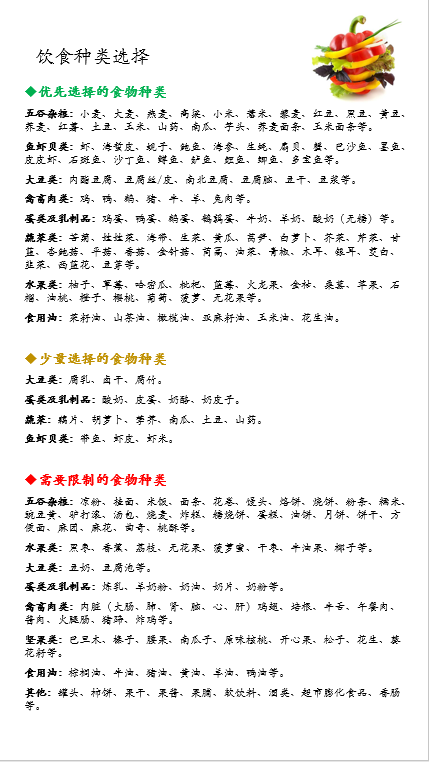 饮食种类选择
◆优先选择的食物种类
五谷杂粮：小麦、大麦、燕麦、高粱、小米、薏米、藜麦、红豆、黑豆、黄豆、
荞麦、红薯、土豆、玉米、山药、南瓜、芋头、荞麦面条、玉米面条等。
鱼虾贝类：虾、海蜇皮、蚬子、鲍鱼、海参、生蚝、扇贝、蟹、巴沙鱼、墨鱼、
皮皮虾、石斑鱼、沙丁鱼、鲜鱼、鲈鱼、鲤鱼、鲫鱼、多宝鱼等。
大豆类：内酯豆腐、豆腐丝/皮、南北豆腐、豆腐脑、豆干、豆浆等。
禽畜肉类：鸡、鸭、鹅、猪、牛、羊、兔肉等。
蛋类及乳制品：鸡蛋、鸭蛋、鹅蛋、鹌鹑蛋、牛奶、羊奶、酸奶（无糖）等。
蔬菜类：苦菊、娃娃菜、海带、生菜、黄瓜、莴笋、白萝卜、芥菜、芹菜、甘
蓝、杏鲍菇、平菇、香菇、金针菇、茼蒿、油菜、青椒、木耳、银耳、茭白、
韭菜、西蓝花、豆芽等。
水果类：柚子、草莓、哈密瓜、枇杷、蓝莓、火龙果、金桔、桑葚、苹果、石
榴、油桃、橙子、樱桃、葡萄、菠萝、无花果等。
食用油：菜籽油、山茶油、橄榄油、亚麻籽油、玉米油、花生油。
◆少量选择的食物种类
大豆类：腐乳、卤干、腐竹。
蛋类及乳制品：酸奶、皮蛋、奶酪、奶皮子。
蔬菜：藕片、胡萝卜、荸荠、南瓜、土豆、山药。
鱼虾贝类：带鱼、虾皮、虾米。
◆需要限制的食物种类
五谷杂粮：凉粉、挂面、米饭、面条、花卷、馒头、烙饼、烧饼、粉条、糯米、
豌豆黄、驴打滚、汤包、烧麦、炸糕、糖烧饼、蛋糕、油饼、月饼、饼干、方
便面、麻团、麻花、曲奇、桃酥等。
水果类：黑枣、香蕉、荔枝、无花果、菠萝蜜、干枣、牛油果、椰子等。
大豆类：豆奶、豆腐泡等。
蛋类及乳制品：炼乳、羊奶粉、奶油、奶片、奶粉等。
禽畜肉类：内脏（大肠、肺、肾、脑、心、肝）鸡翅、培根、牛舌、午餐肉、
酱肉、火腿肠、猪蹄、炸鸡等。
坚果类：巴旦木、榛子、腰果、南瓜子、原味核桃、开心果、松子、花生、葵
花籽等。
食用油：棕榈油、牛油、猪油、黄油、羊油、鸭油等。
其他：罐头、柿饼、果干、果酱、果脯、软饮料、酒类、超市膨化食品、香肠
等。